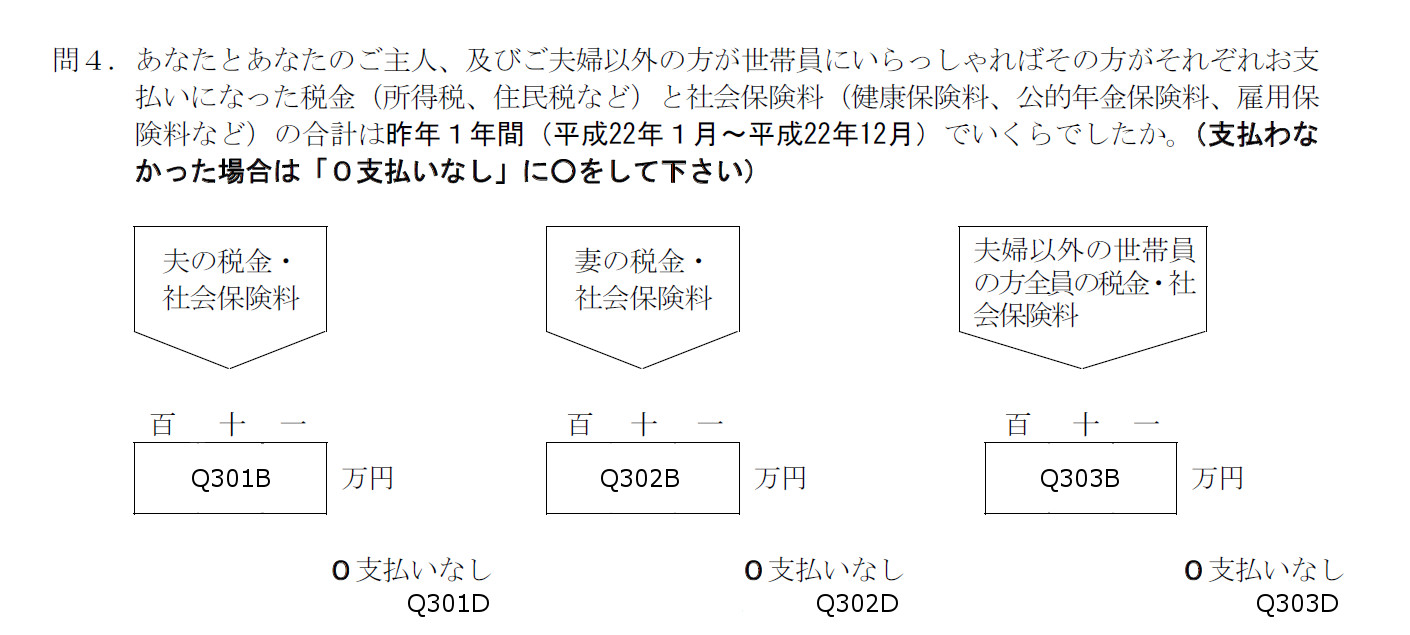 問４．あなたとあなたのご主人、及びご夫婦以外の方が世帯員にいらっしゃればその方がそれぞれお支
払いになった税金（所得税、住民税など）と社会保険料（健康保険料、公的年金保険料、雇用保
険料など）の合計は昨年１年間（平成22年１月～平成22年12月）でいくらでしたか。（支払わな
かった場合は「０支払いなし」に〇をして下さい）
夫の税金・
社会保険料
妻の税金・
社会保険料
夫婦以外の世帯員
の方全員の税金・社
会保険料
百 十 一
百 十 一
百 十 一
Q301B 万円
Q302B 万円
Q303B 万円
０支払いなし
０支払いなし
０支払いなし
Q301D
Q302D
Q303D